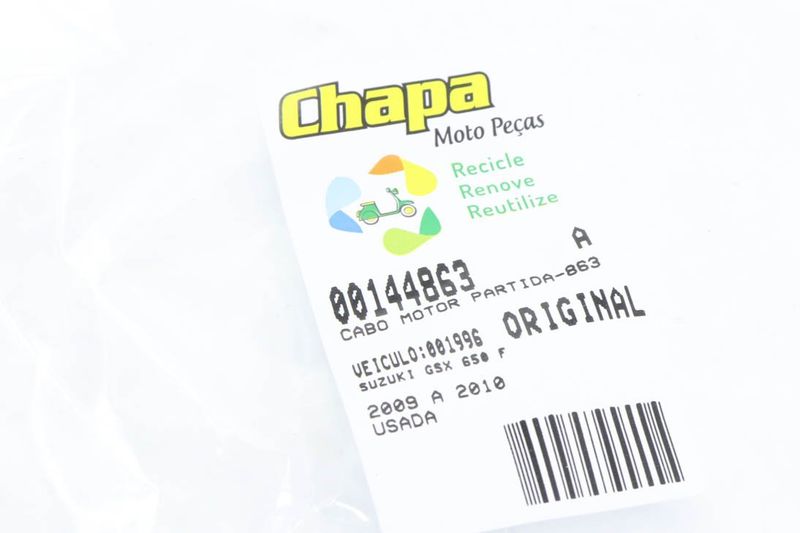 Chapa
Moto Peças
Recicle
Renove
Reutilize
00144863 A
CABO MOTOR PARTIDA-863
VEICULO:001996 ORIGINAL
SUZUKI GSX 650 F
2009 A 2010
USADA